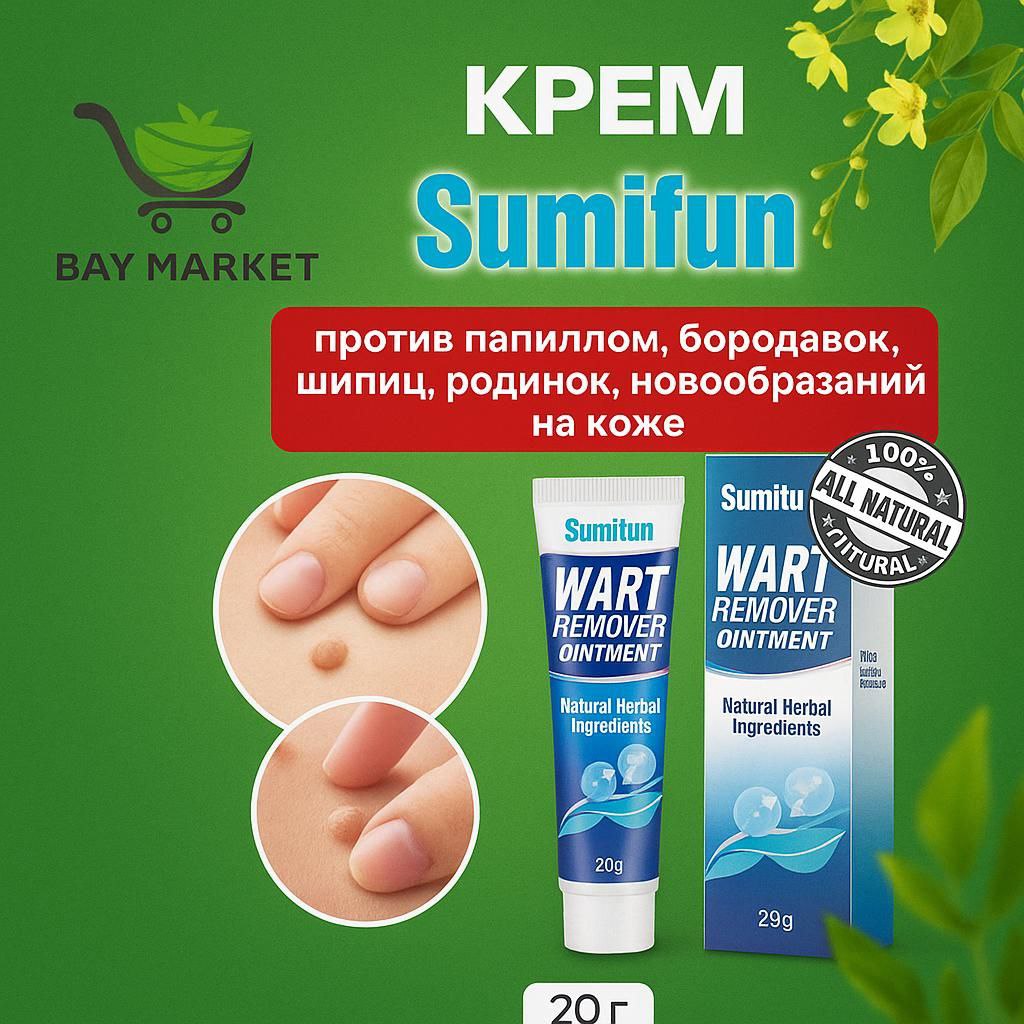 КРЕМ
Sumifun
BAY MARKET
против папиллом, бородавок,
шипиц, родинок, новообразаний
на коже
Sumitun
WART
REMOVER
OINTMENT
Natural Herbal
Ingredients
20g
Sumitu
WART
REMOVER
OINTMENT
Natural Herbal
Ingredients
29g
100%
ALL NATURAL
20 г